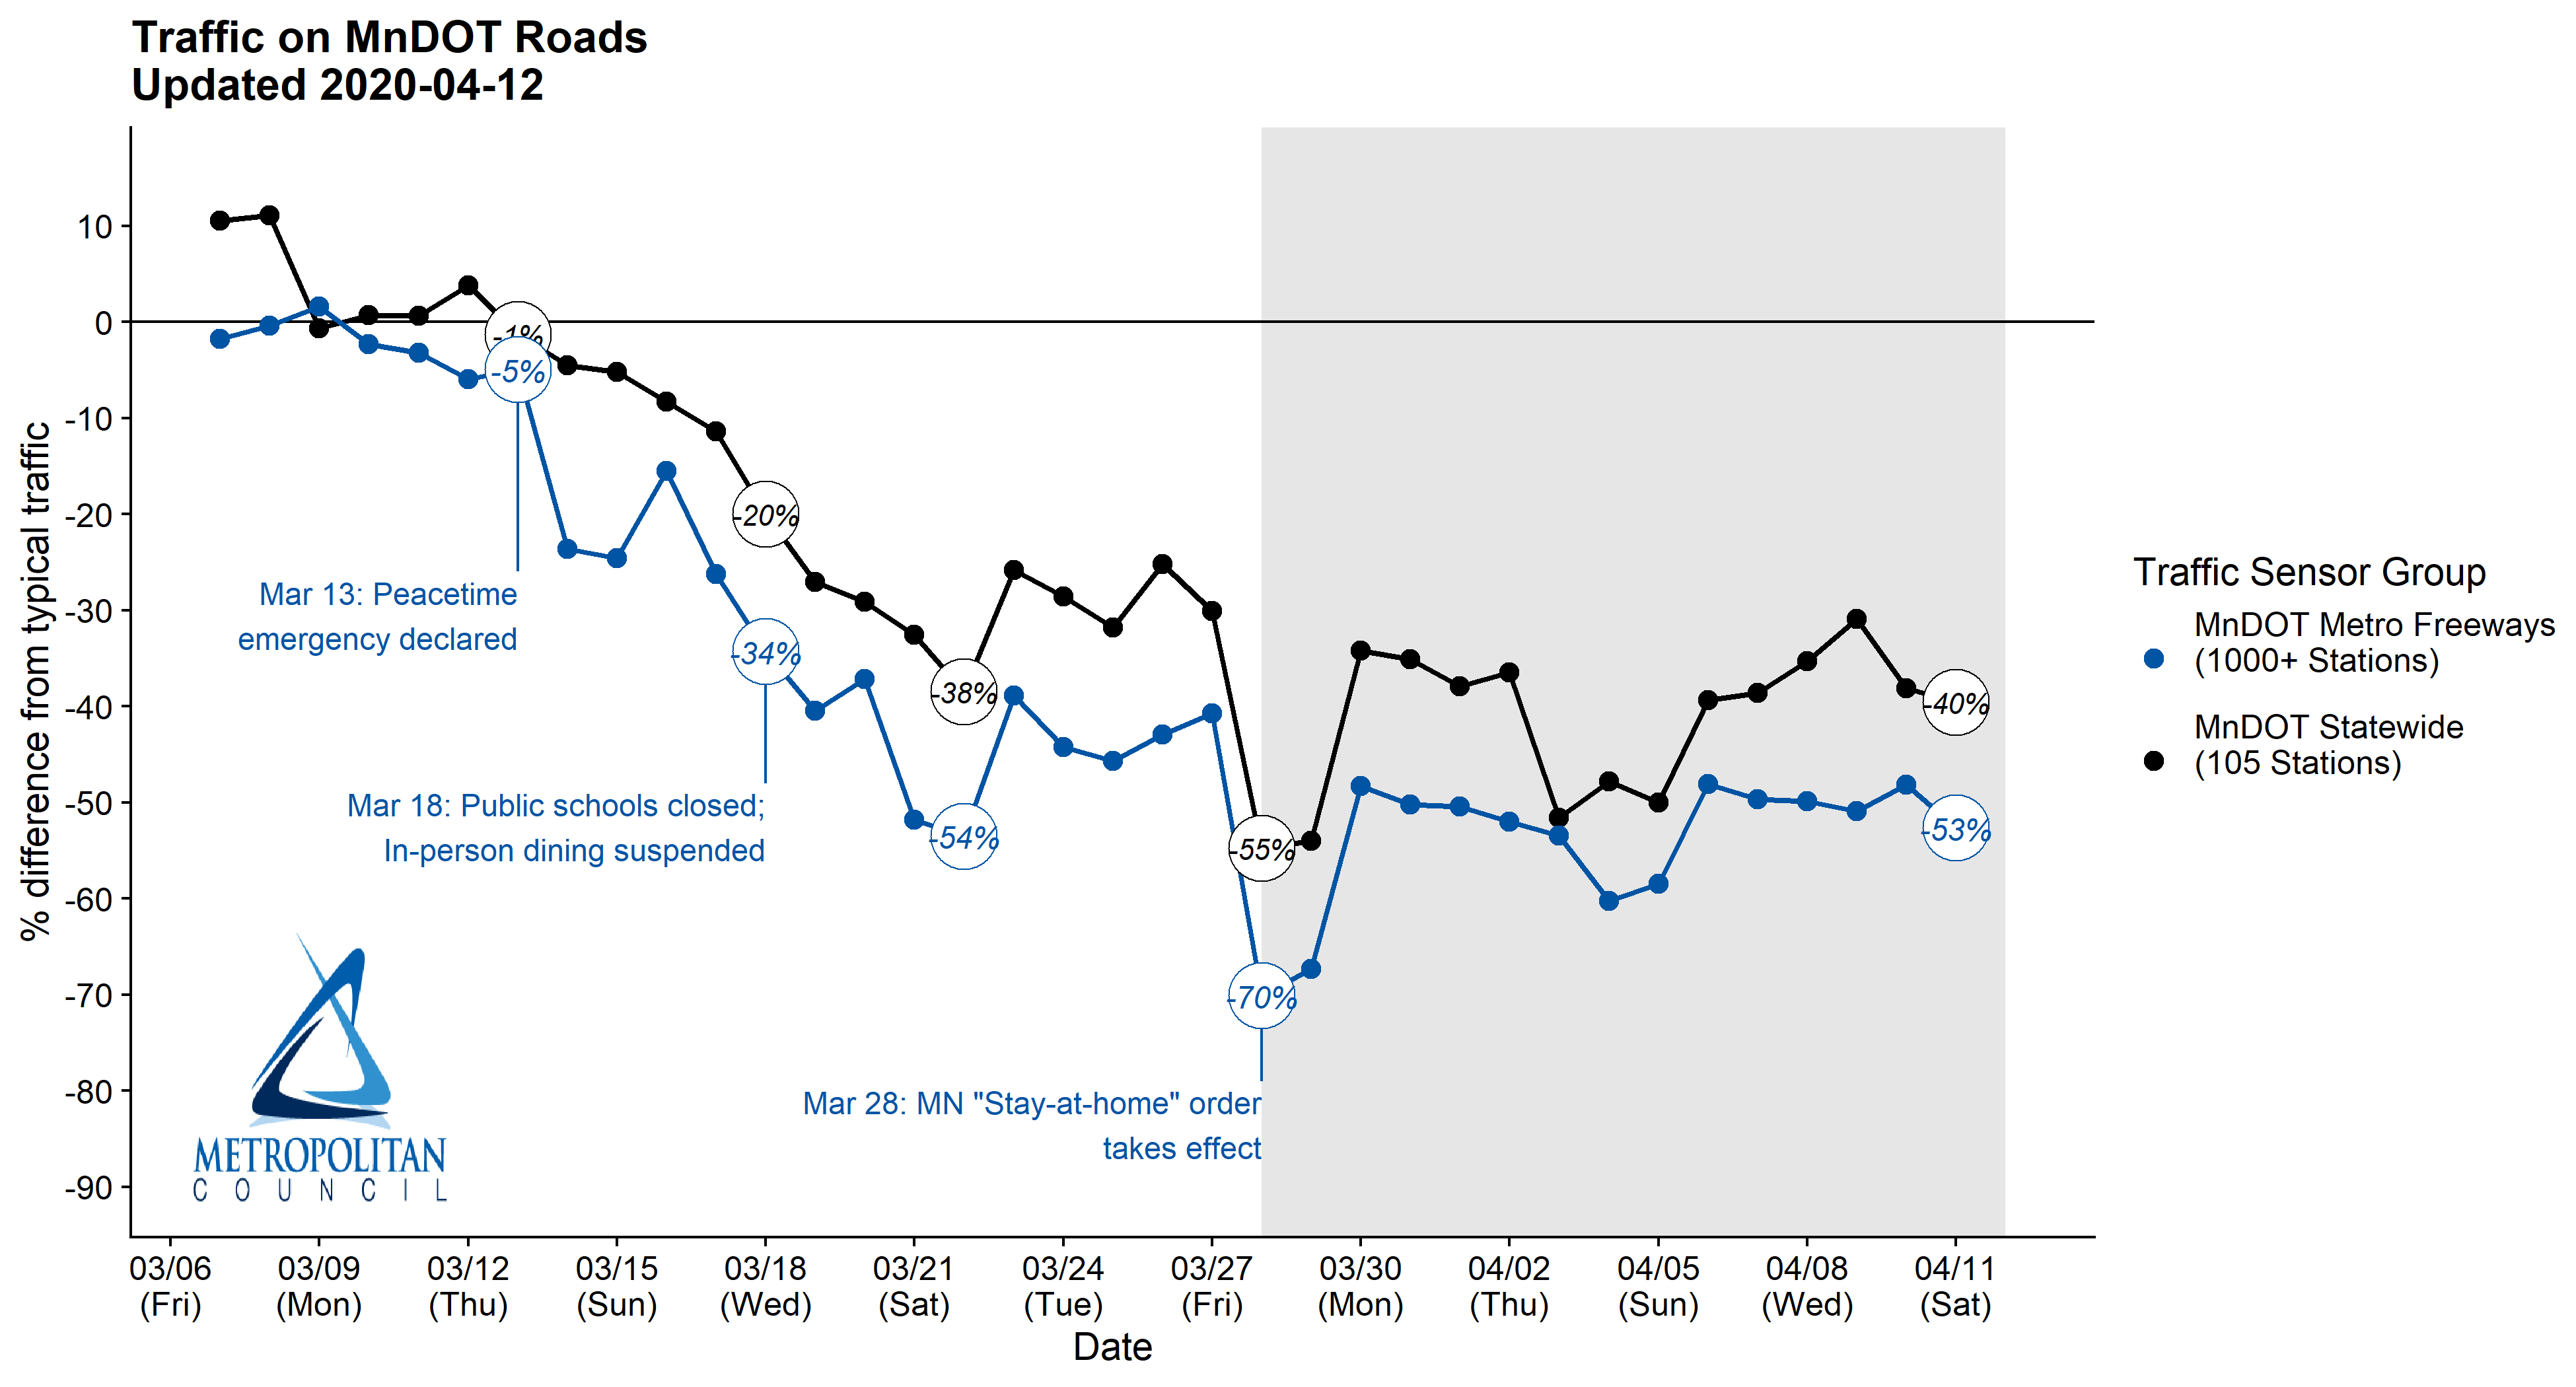 Traffic on MnDOT Roads
Updated 2020-04-12
% difference from typical traffic
10
0
-10
-20
-30
-40
-50
-60
-70
-80
-90
-1%
-5%
-20%
-34%
-38%
-54%
-55%
-70%
-40%
-53%
Mar 13: Peacetime
emergency declared
Mar 18: Public schools closed;
In-person dining suspended
Mar 28: MN "Stay-at-home" order
takes effect
METROPOLITAN
COUNCIL
03/06 03/09 03/12 03/15 03/18 03/21 03/24 03/27 03/30 04/02 04/05 04/08 04/11
(Fri) (Mon) (Thu) (Sun) (Wed) (Sat) (Tue) (Fri) (Mon) (Thu) (Sun) (Wed) (Sat)
Date
Traffic Sensor Group
MnDOT Metro Freeways
(1000+ Stations)
MnDOT Statewide
(105 Stations)